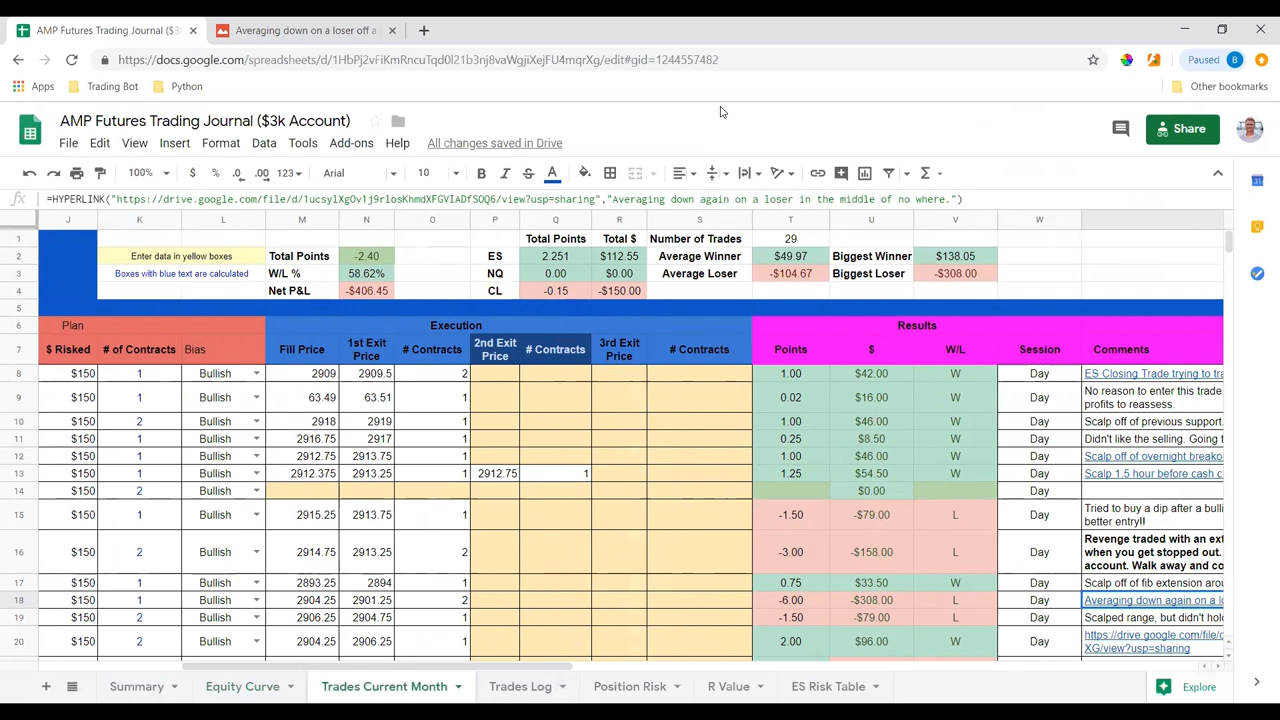 AMP Futures Trading Journal ($3k
Averaging down on a loser off a
https://docs.google.com/spreadsheets/d/
/edit#gid=1244557482
Paused
B
Apps
Trading Bot
Python
Other bookmarks
AMP Futures Trading Journal ($3k Account)
File Edit View Insert Format Data Tools Add-ons Help All changes saved in Drive
Share
100% $ % .0 .00 123 Arial 10 B I S A
fx =HYPERLINK("https://drive.google.com/file/d/1ucsylXgOv1j9rlosKhmdXFGVIADfSOQ6/view?usp=sharing","Averaging down again on a loser in the middle of no where.")
J K L M N O P Q R S T U V W
1 Total Points Total $ Number of Trades 29
2 Enter data in yellow boxes Total Points -2.40 ES 2.251 $112.55 Average Winner $49.97 Biggest Winner $138.05
3 Boxes with blue text are calculated W/L % 58.62% NQ 0.00 $0.00 Average Loser -$104.67 Biggest Loser -$308.00
4 Net P&L -$406.45 CL -0.15 -$150.00
5
6 Plan Execution Results
7 $ Risked # of Contracts Bias Fill Price 1st Exit Price # Contracts 2nd Exit Price # Contracts 3rd Exit Price # Contracts Points $ W/L Session Comments
8 $150 1 Bullish 2909 2909.5 2 1.00 $42.00 W Day ES Closing Trade trying to tra
9 $150 1 Bullish 63.49 63.51 1 0.02 $16.00 W Day No reason to enter this trade
profits to reassess.
10 $150 2 Bullish 2918 2919 1 1.00 $46.00 W Day Scalp off of previous support.
11 $150 1 Bullish 2916.75 2917 1 0.25 $8.50 W Day Didn't like the selling. Going t
12 $150 1 Bullish 2912.75 2913.75 1 1.00 $46.00 W Day Scalp off of overnight breako
13 $150 1 Bullish 2912.375 2913.25 1 2912.75 1 1.25 $54.50 W Day Scalp 1.5 hour before cash c
14 $150 2 Bullish $0.00 Day
15 $150 1 Bullish 2915.25 2913.75 1 -1.50 -$79.00 L Day Tried to buy a dip after a bulli
better entry!!
16 $150 2 Bullish 2914.75 2913.25 2 -3.00 -$158.00 L Day Revenge traded with an ext
when you get stopped out.
account. Walk away and co
17 $150 1 Bullish 2893.25 2894 1 0.75 $33.50 W Day Scalp off of fib extension arou
18 $150 1 Bullish 2904.25 2901.25 2 -6.00 -$308.00 L Day Averaging down again on a lo
19 $150 2 Bullish 2906.25 2904.75 1 -1.50 -$79.00 L Day Scalped range, but didn't hol
20 $150 2 Bullish 2904.25 2906.25 1 2.00 $96.00 W Day https://drive.google.com/file/
XG/view?usp=sharing
Summary Equity Curve Trades Current Month Trades Log Position Risk R Value ES Risk Table Explore